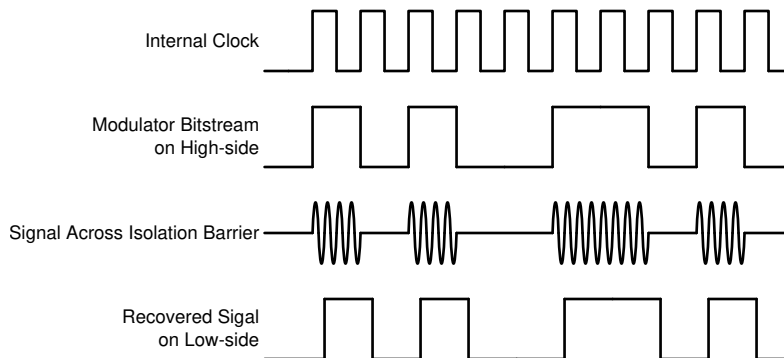 Internal Clock
Modulator Bitstream
on High-side
Signal Across Isolation Barrier
Recovered Sigal
on Low-side